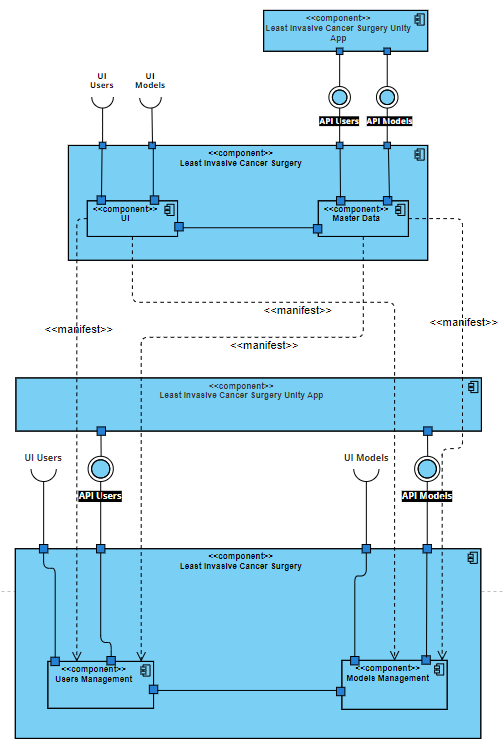 <<component>>
Least Invasive Cancer Surgery Unity
App
UI
Users
UI
Models
API Users
API Models
<<component>>
Least Invasive Cancer Surgery
<<component>>
UI
<<component>>
Master Data
<<manifest>>
<<manifest>>
<<manifest>>
<<manifest>>
<<component>>
Least Invasive Cancer Surgery Unity App
UI Users
UI Models
API Users
API Models
<<component>>
Least Invasive Cancer Surgery
<<component>>
Users Management
<<component>>
Models Management